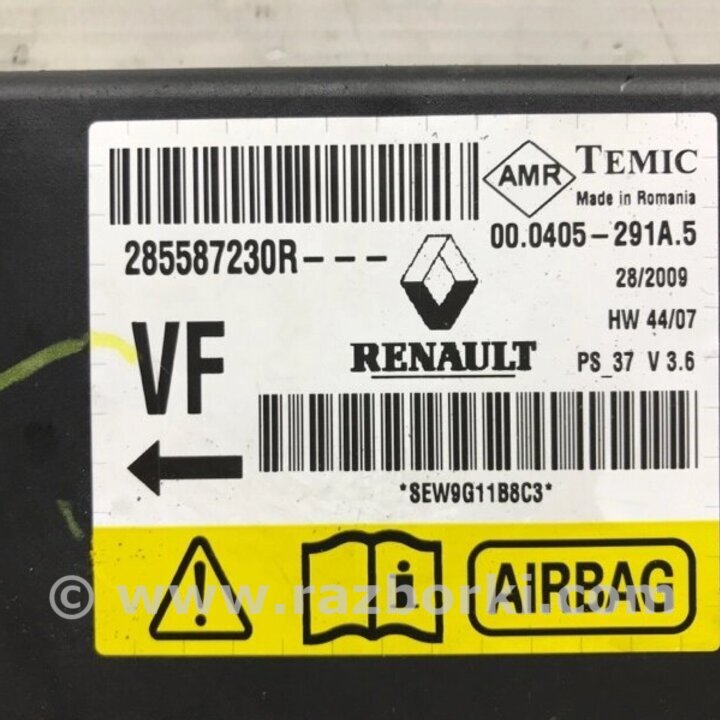 AMR TEMIC
Made in Romania
285587230R---
00.0405-291A.5
28/2009
HW 44/07
VF
RENAULT
PS_37 V 3.6
*8EW9G11B8C3*
i
AIRBAG
© www.razborki.com